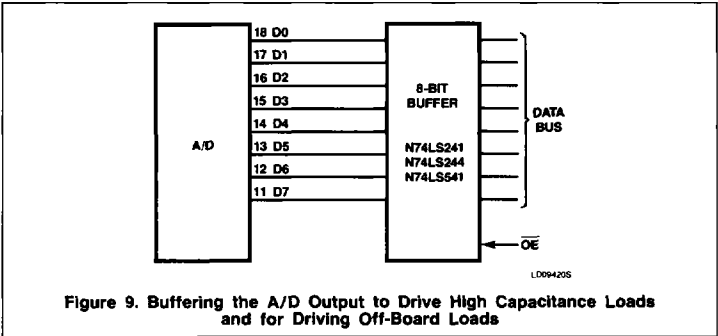 18 D0
17 D1
16 D2
15 D3
14 D4
13 D5
12 D6
11 D7
A/D
8-BIT
BUFFER
N74LS241
N74LS244
N74LS541
DATA
BUS
OE
LD09420S
Figure 9. Buffering the A/D Output to Drive High Capacitance Loads
and for Driving Off-Board Loads